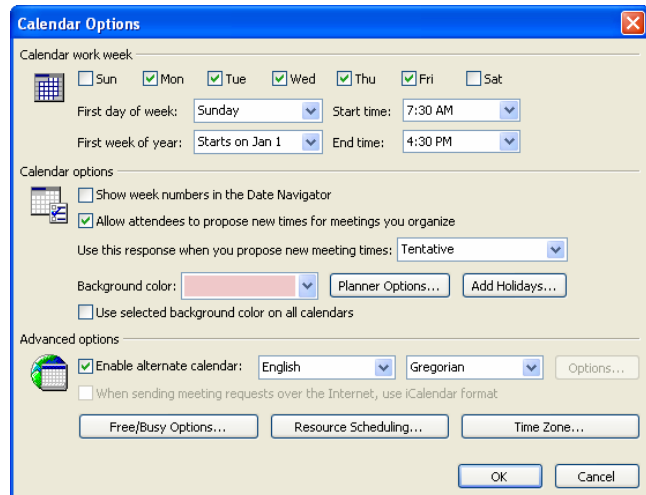 Calendar Options
Calendar work week
Sun Mon Tue Wed Thu Fri Sat
First day of week: Sunday Start time: 7:30 AM
First week of year: Starts on Jan 1 End time: 4:30 PM
Calendar options
Show week numbers in the Date Navigator
Allow attendees to propose new times for meetings you organize
Use this response when you propose new meeting times: Tentative
Background color: Planner Options... Add Holidays...
Use selected background color on all calendars
Advanced options
Enable alternate calendar: English Gregorian Options...
When sending meeting requests over the Internet, use iCalendar format
Free/Busy Options... Resource Scheduling... Time Zone...
OK Cancel